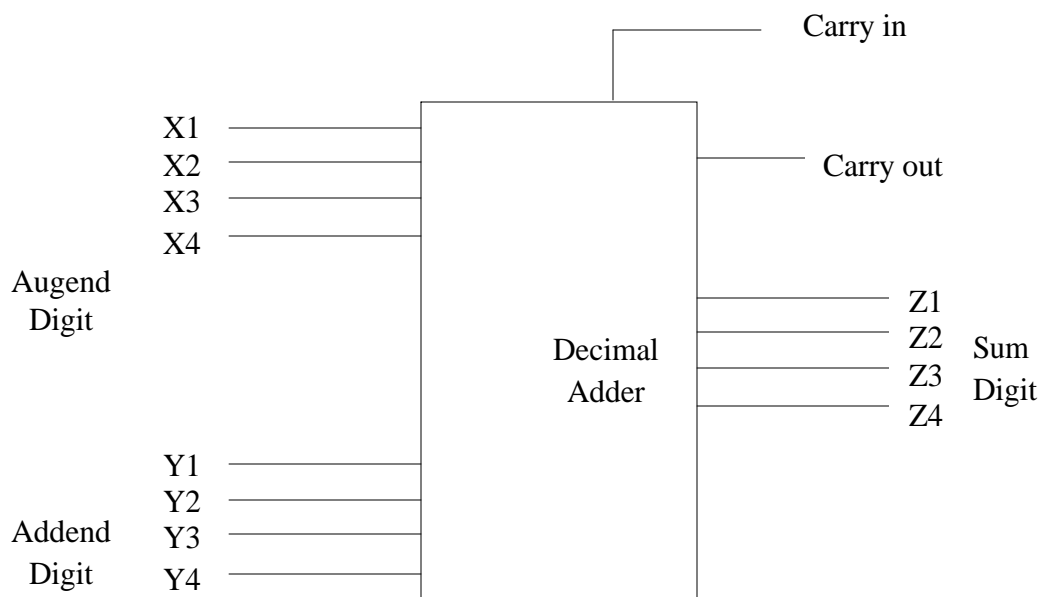 Carry in
X1
X2
X3
X4
Carry out
Augend
Digit
Z1
Z2
Z3
Z4
Sum
Digit
Decimal
Adder
Y1
Y2
Y3
Y4
Addend
Digit